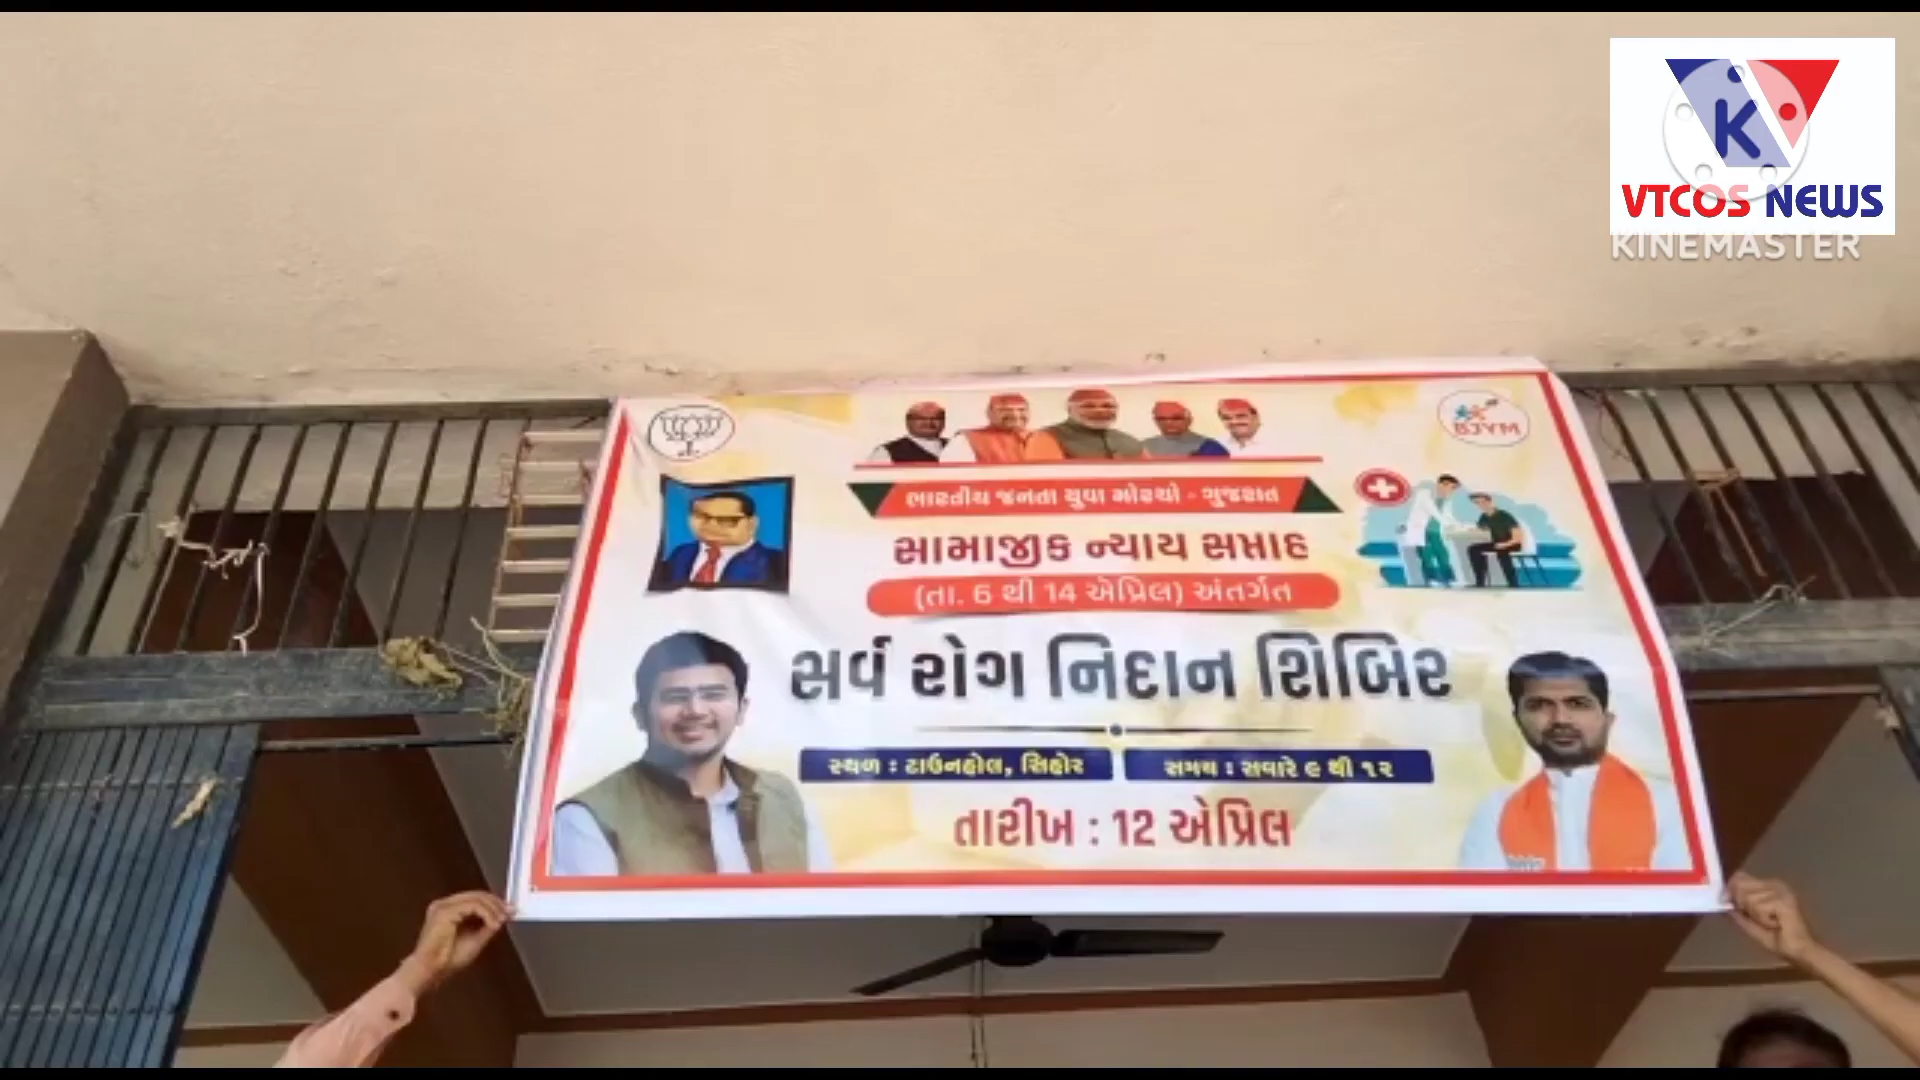 VTCOS NEWS
KINEMASTER
BJYM
ભારતીય જનતા યુવા મોરચો - ગુજરાત
સામાજીક ન્યાય સપ્તાહ
(તા. 6 થી 14 એપ્રિલ) અંતર્ગત
સર્વ રોગ નિદાન શિબિર
સ્થળ : ટાઉનહોલ, સિહોર
સમય : સવારે ૯ થી ૧૨
તારીખ : 12 એપ્રિલ